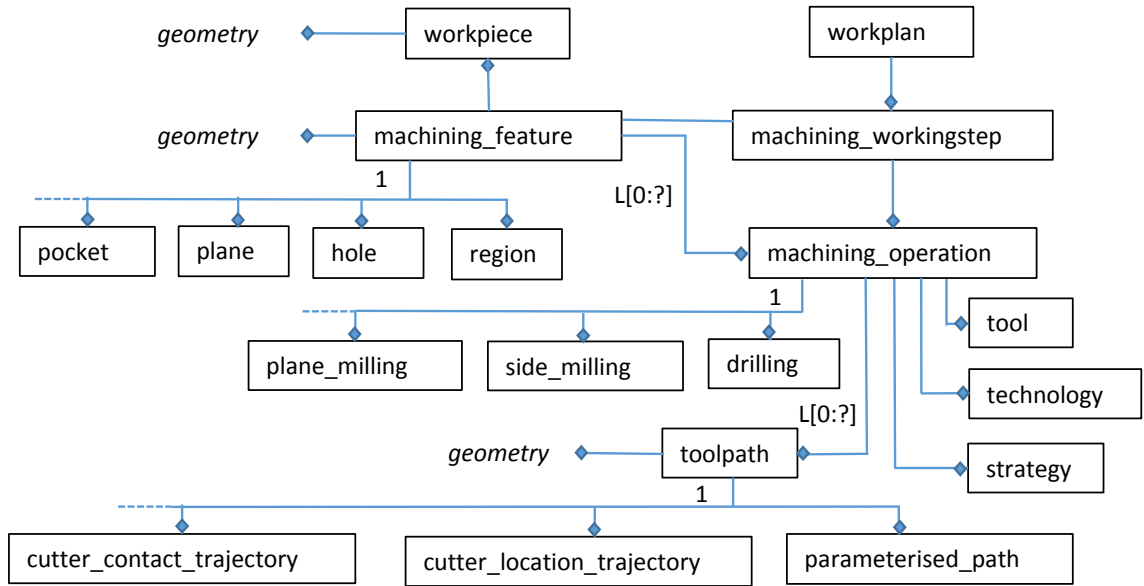 geometry
workpiece
workplan
geometry
machining_feature
machining_workingstep
1
L[0:?]
pocket
plane
hole
region
machining_operation
1
tool
plane_milling
side_milling
drilling
technology
L[0:?]
geometry
toolpath
strategy
1
cutter_contact_trajectory
cutter_location_trajectory
parameterised_path